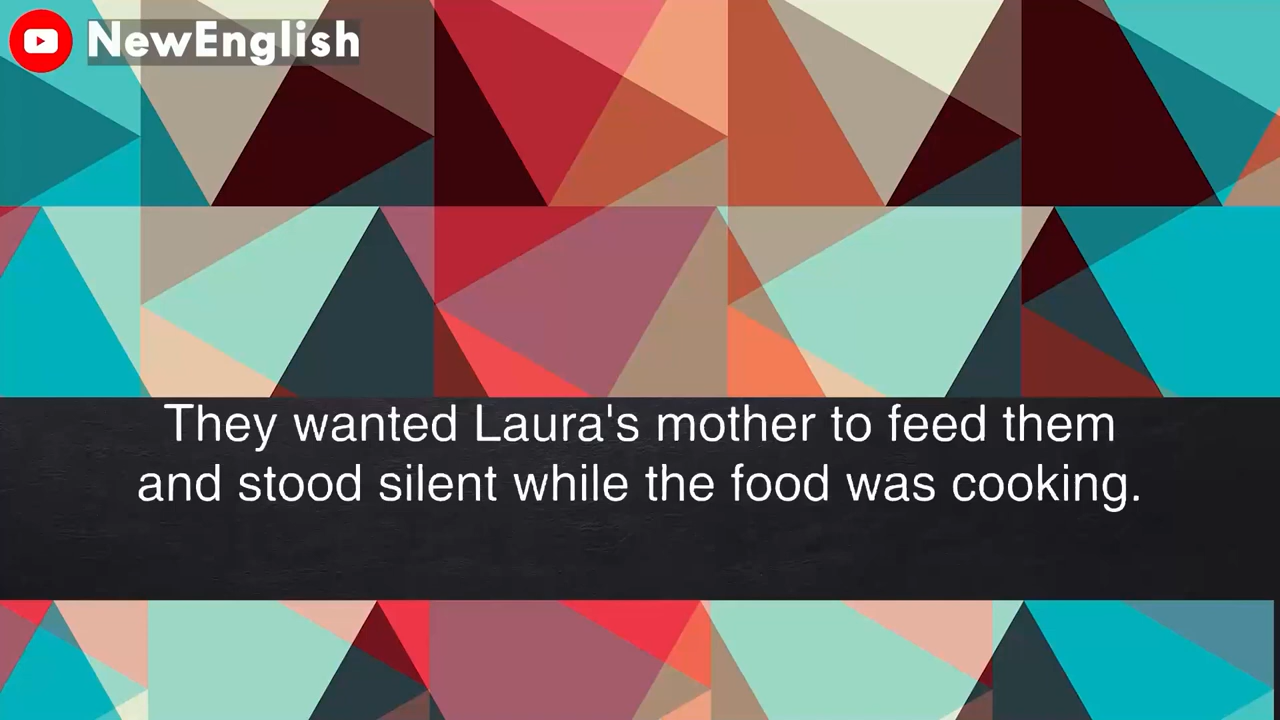 NewEnglish
They wanted Laura's mother to feed them
and stood silent while the food was cooking.